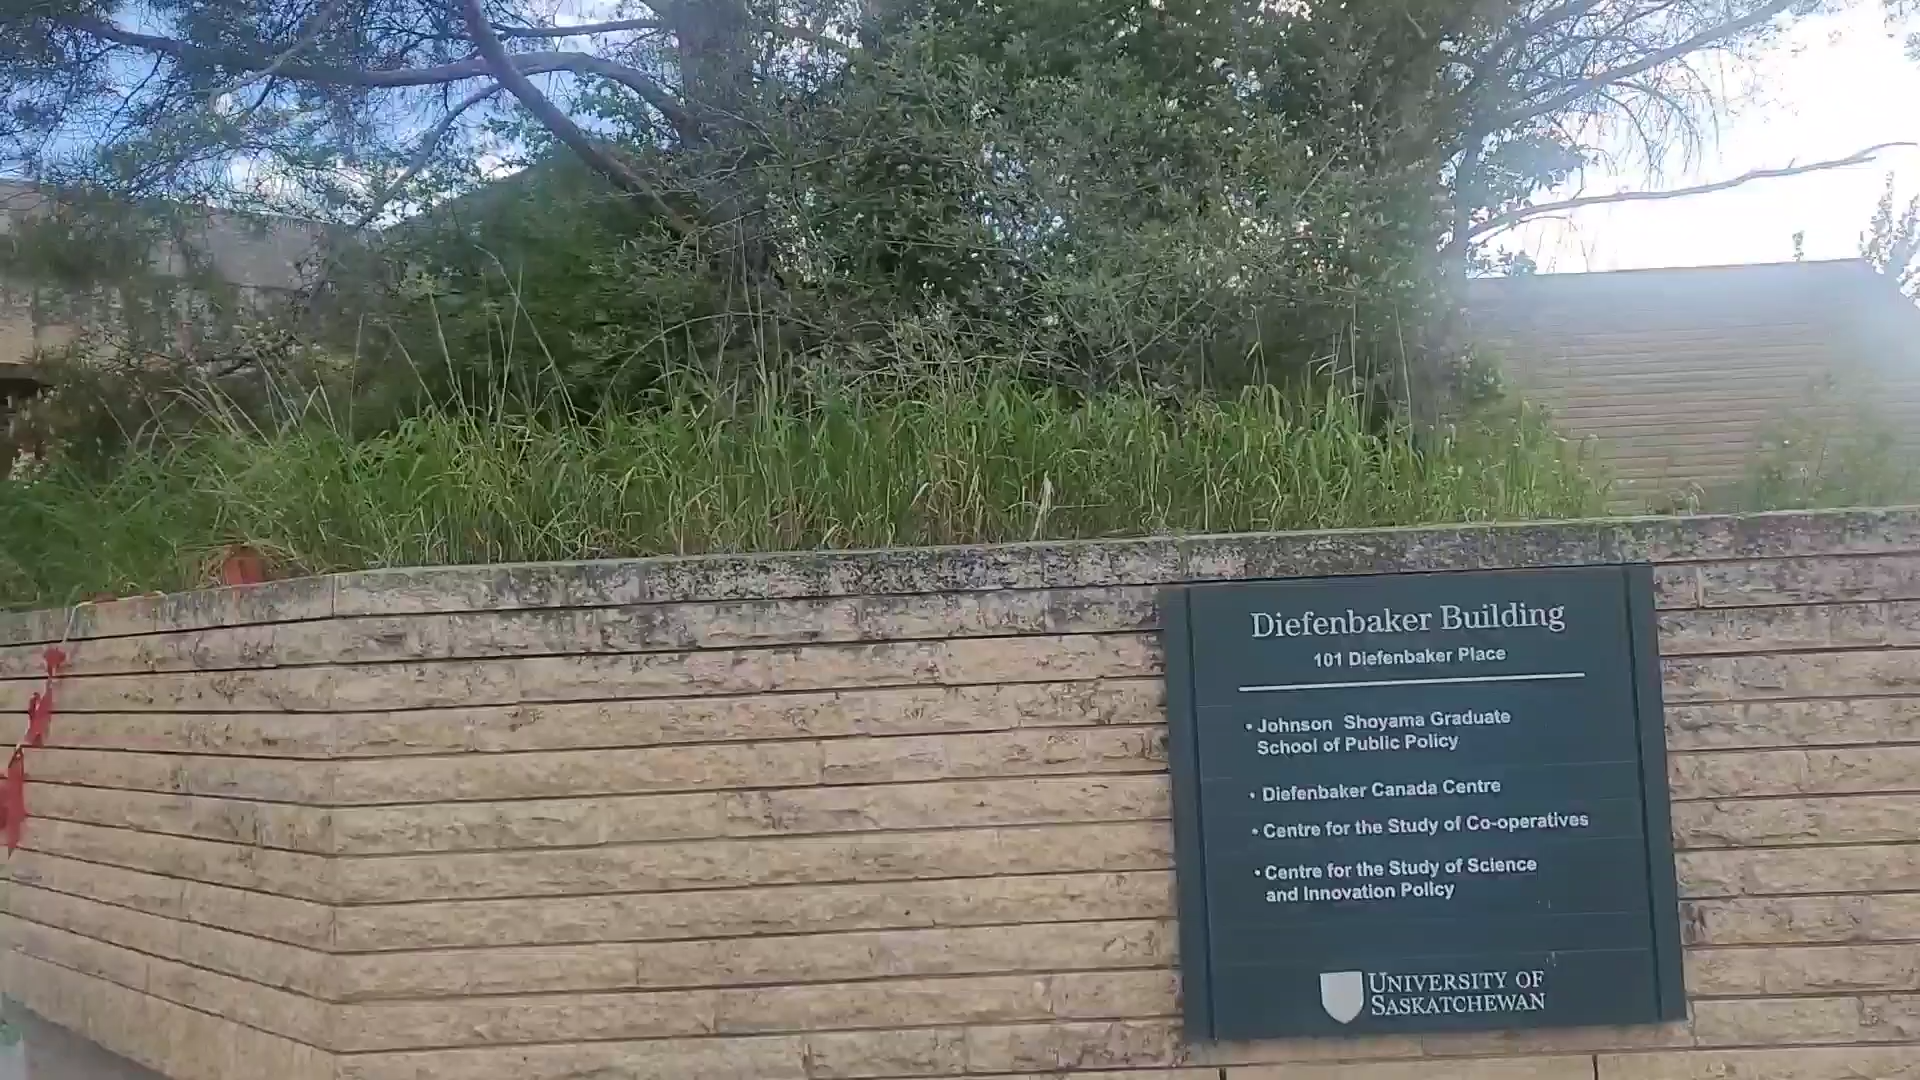 Diefenbaker Building
101 Diefenbaker Place
• Johnson Shoyama Graduate
School of Public Policy
• Diefenbaker Canada Centre
• Centre for the Study of Co-operatives
• Centre for the Study of Science
and Innovation Policy
UNIVERSITY OF
SASKATCHEWAN